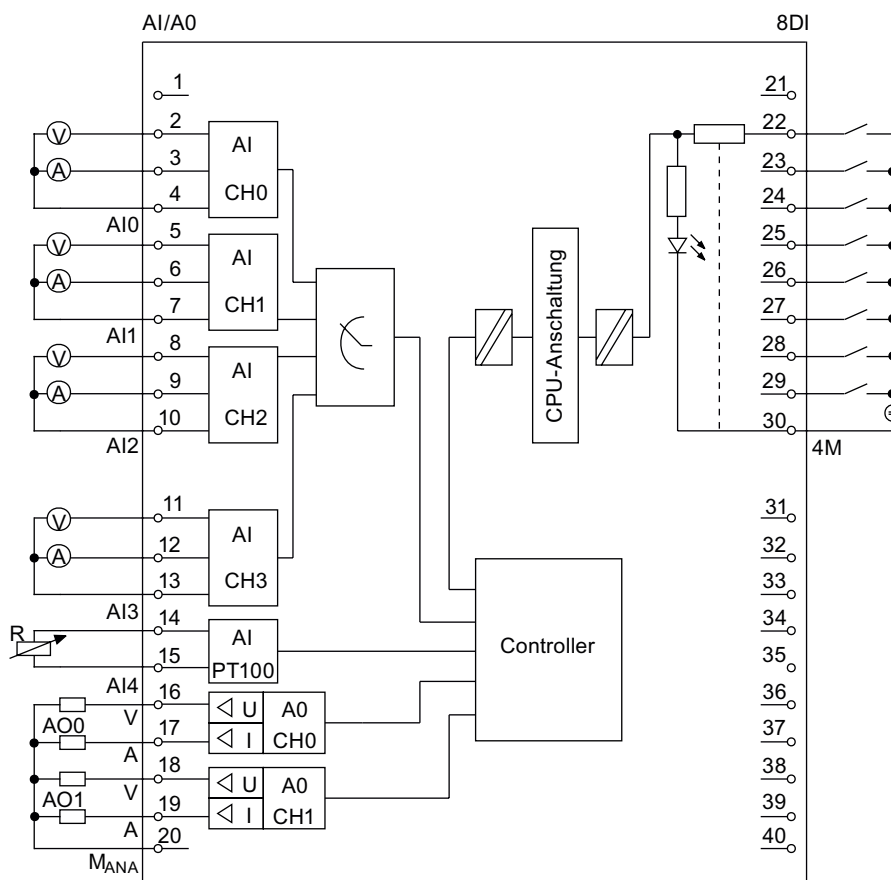 AI/A0
8DI
1
2
3
4
V
A
AI
CH0
AI0
5
6
7
V
A
AI
CH1
AI1
8
9
10
V
A
AI
CH2
AI2
11
12
13
V
A
AI
CH3
AI3
14
15
R
AI
PT100
AI4
16
17
V
A
AO0
U
I
A0
CH0
18
19
V
A
AO1
U
I
A0
CH1
20
MANA
CPU-Anschaltung
Controller
21
22
23
24
25
26
27
28
29
30
4M
31
32
33
34
35
36
37
38
39
40